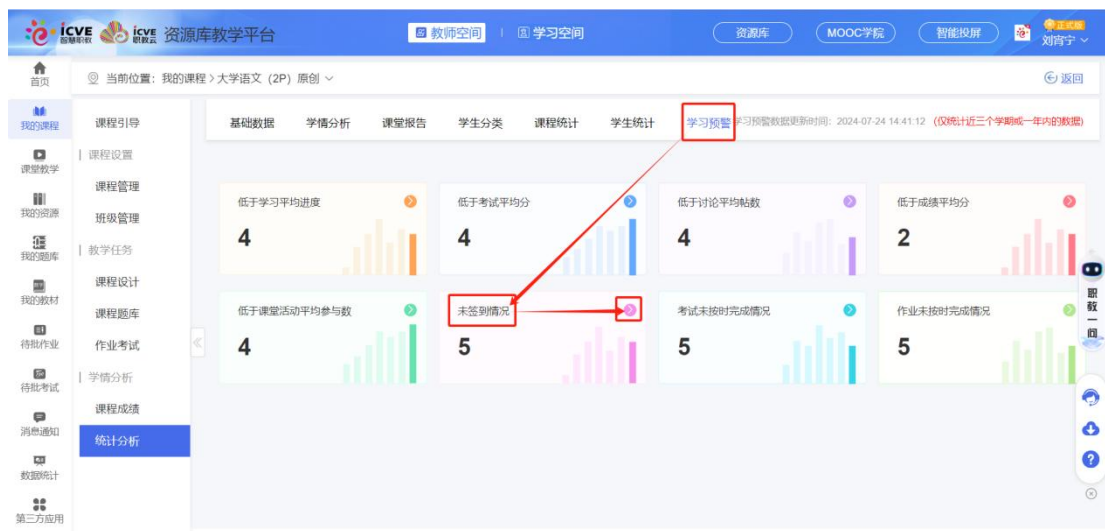 icve 智慧职教 icve 职教云 资源库教学平台
教师空间 学习空间
资源库 MOOC学院 智能投屏
正式版
刘宵宁
首页
我的课程
课堂教学
我的资源
我的题库
我的教材
待批作业
待批考试
消息通知
数据统计
第三方应用
当前位置: 我的课程 > 大学语文 (2P) 原创
返回
课程引导
课程设置
课程管理
班级管理
教学任务
课程设计
课程题库
作业考试
学情分析
课程成绩
统计分析
基础数据 学情分析 课堂报告 学生分类 课程统计 学生统计 学习预警 学习预警数据更新时间: 2024-07-24 14:41:12 (仅统计近三个学期或一年内的数据)
低于学习平均进度
4
低于考试平均分
4
低于讨论平均帖数
4
低于成绩平均分
2
低于课堂活动平均参与数
4
未签到情况
5
考试未按时完成情况
5
作业未按时完成情况
5
职教一问